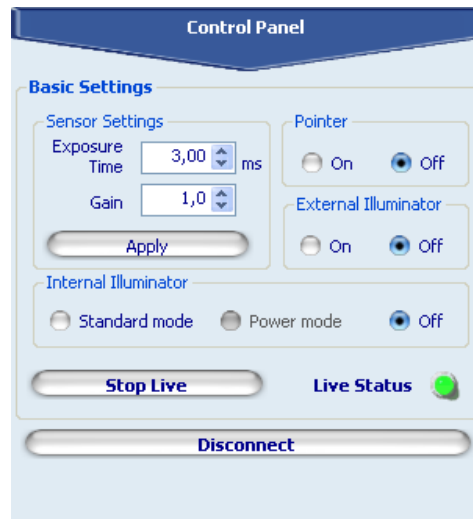 Control Panel
Basic Settings
Sensor Settings
Exposure Time 3,00 ms
Gain 1,0
Apply
Pointer
On Off
External Illuminator
On Off
Internal Illuminator
Standard mode Power mode Off
Stop Live Live Status
Disconnect